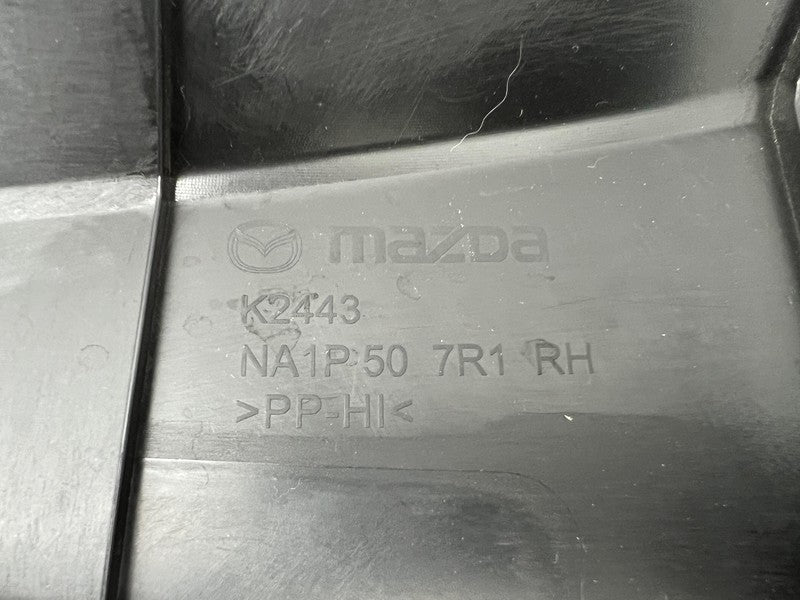 mazda
K2443
NA1P 50 7R1 RH
>PP-HI<